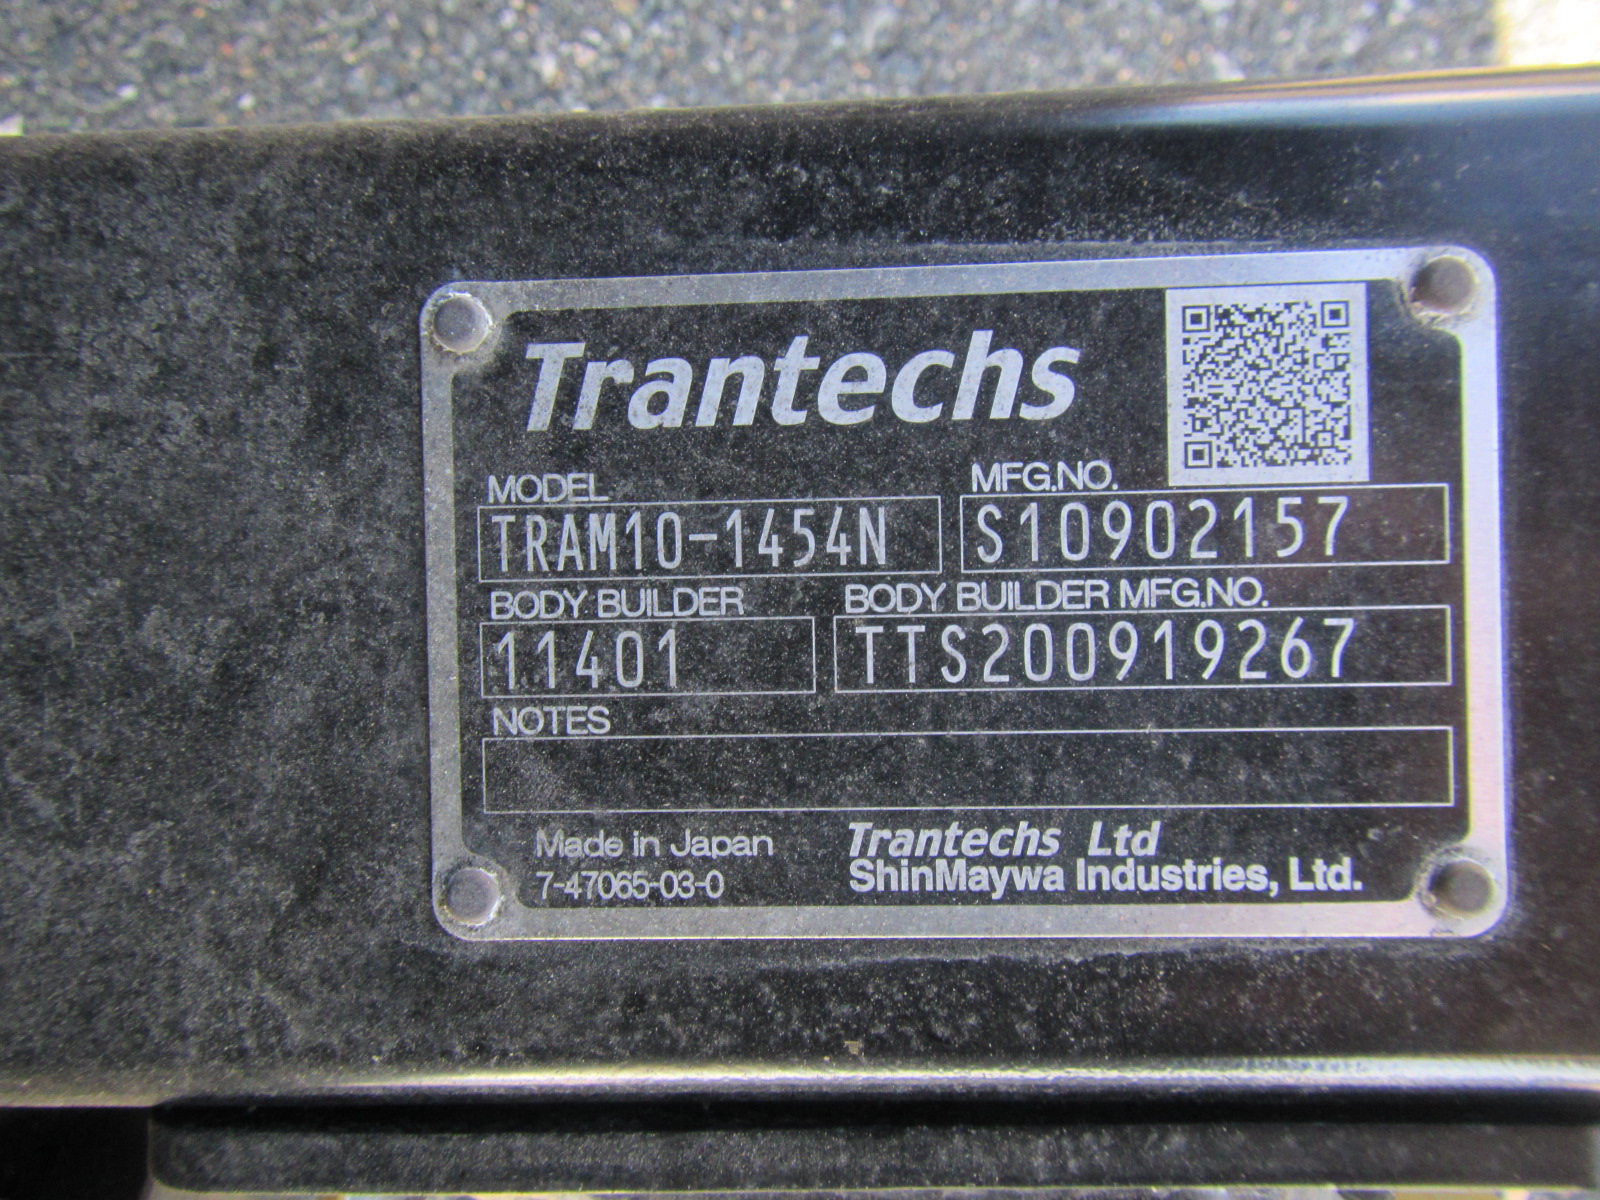 Trantechs
MODEL MFG.NO.
TRAM10-1454N S10902157
BODY BUILDER BODY BUILDER MFG.NO.
11401 TTS200919267
NOTES
Made in Japan Trantechs Ltd
7-47065-03-0 ShinMaywa Industries, Ltd.